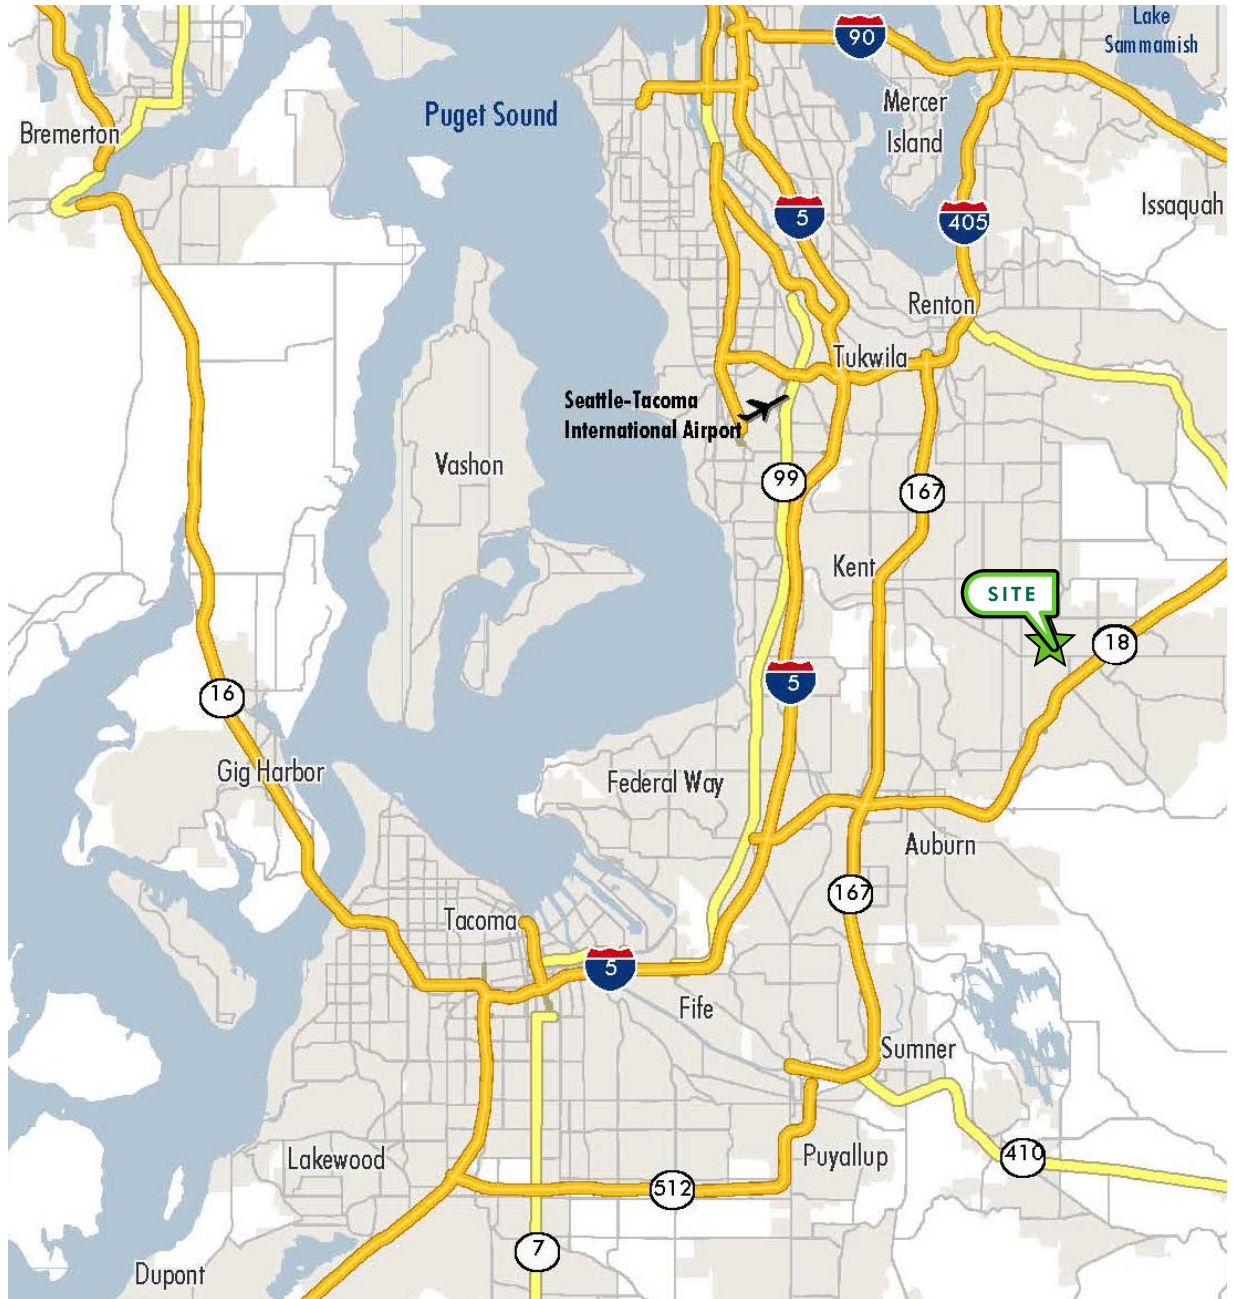 Lake
Sammamish
90
Puget Sound
Mercer
Island
Bremerton
Issaquah
5
405
Renton
Tukwila
Seattle-Tacoma
International Airport
Vashon
99
167
Kent
SITE
18
16
5
Gig Harbor
Federal Way
Auburn
167
Tacoma
5
Fife
Sumner
Lakewood
Puyallup
410
512
7
Dupont